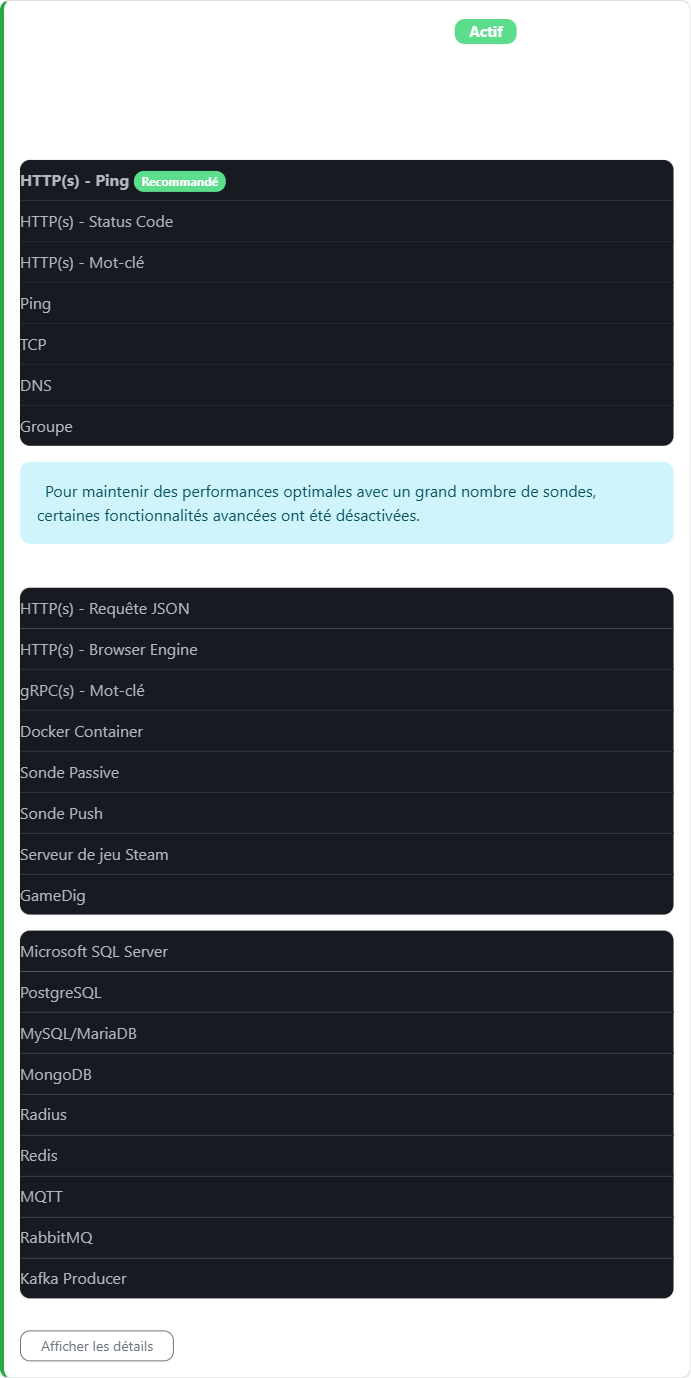 Actif
HTTP(s) - Ping Recommandé
HTTP(s) - Status Code
HTTP(s) - Mot-clé
Ping
TCP
DNS
Groupe
Pour maintenir des performances optimales avec un grand nombre de sondes,
certaines fonctionnalités avancées ont été désactivées.
HTTP(s) - Requête JSON
HTTP(s) - Browser Engine
gRPC(s) - Mot-clé
Docker Container
Sonde Passive
Sonde Push
Serveur de jeu Steam
GameDig
Microsoft SQL Server
PostgreSQL
MySQL/MariaDB
MongoDB
Radius
Redis
MQTT
RabbitMQ
Kafka Producer
Afficher les détails